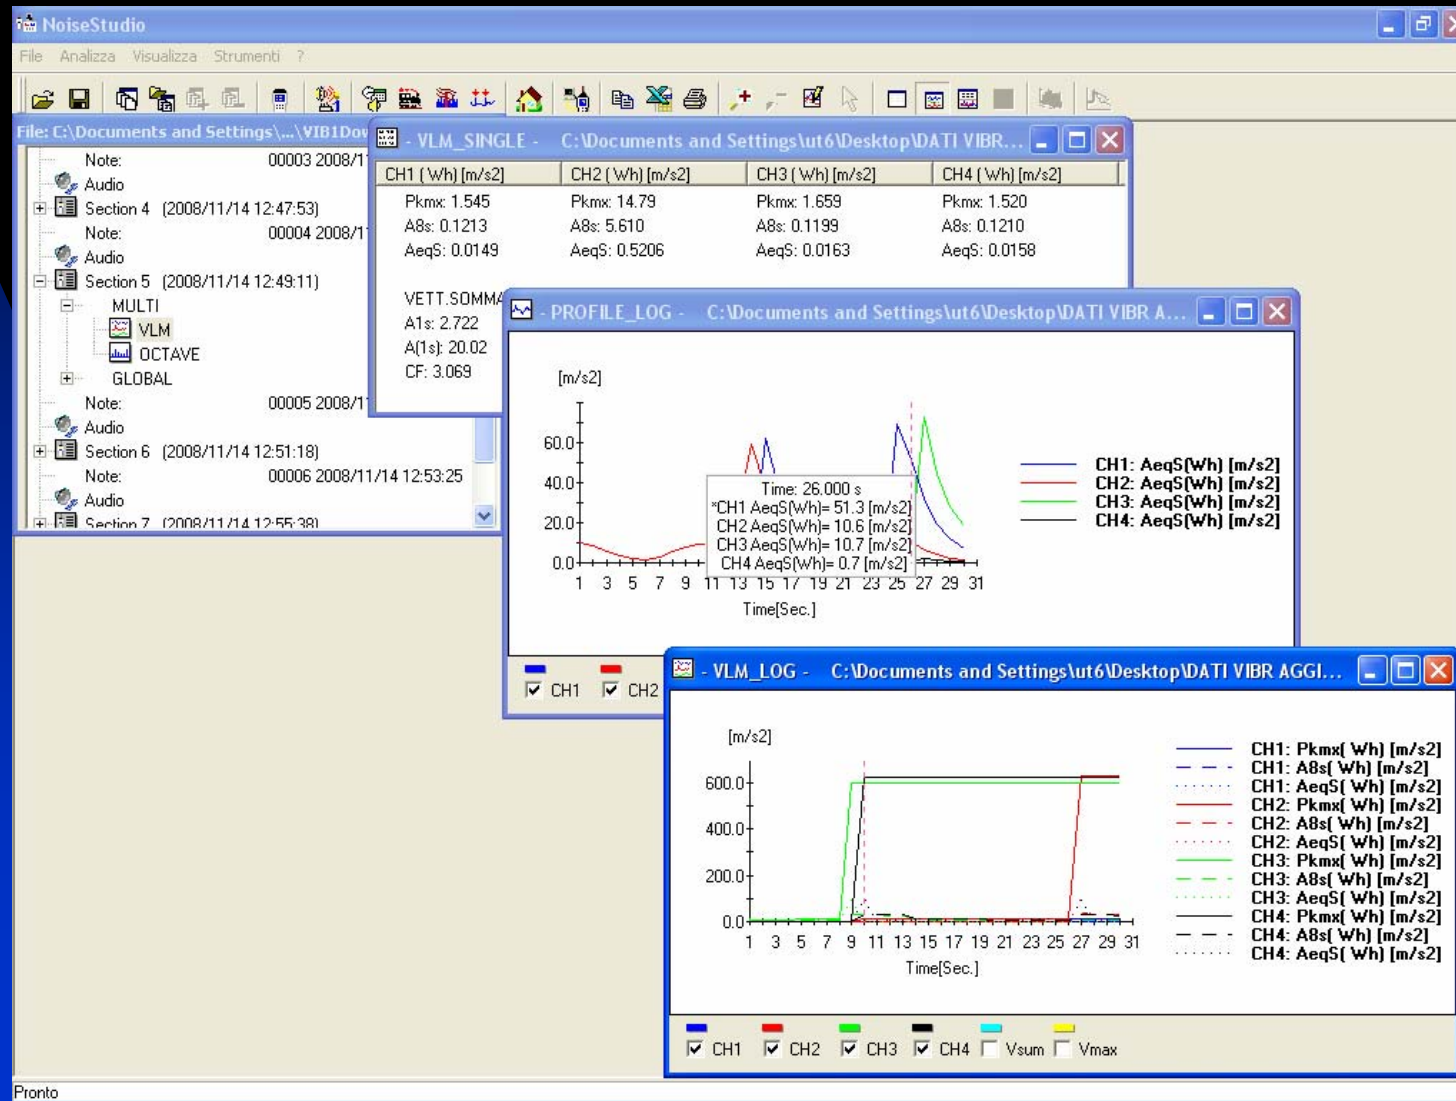 NoiseStudio
File Analizza Visualizza Strumenti ?
File: C:\Documents and Settings\...\VIB1Dow
Note: 00003 2008/11
Audio
Section 4 (2008/11/14 12:47:53)
Note: 00004 2008/11
Audio
Section 5 (2008/11/14 12:49:11)
MULTI
VLM
OCTAVE
GLOBAL
Note: 00005 2008/11
Audio
Section 6 (2008/11/14 12:51:18)
Note: 00006 2008/11/14 12:53:25
Audio
Section 7 (2008/11/14 12:55:38)
- VLM_SINGLE - C:\Documents and Settings\ut6\Desktop\DATI VIBR...
CH1 ( Wh) [m/s2] CH2 ( Wh) [m/s2] CH3 ( Wh) [m/s2] CH4 ( Wh) [m/s2]
Pkmx: 1.545 Pkmx: 14.79 Pkmx: 1.659 Pkmx: 1.520
A8s: 0.1213 A8s: 5.610 A8s: 0.1199 A8s: 0.1210
AeqS: 0.0149 AeqS: 0.5206 AeqS: 0.0163 AeqS: 0.0158
VETT.SOMMA
A1s: 2.722
A(1s): 20.02
CF: 3.069
- PROFILE_LOG - C:\Documents and Settings\ut6\Desktop\DATI VIBR A...
[m/s2]
60.0
40.0
20.0
0.0
Time: 26.000 s
*CH1 AeqS(Wh)= 51.3 [m/s2]
CH2 AeqS(Wh)= 10.6 [m/s2]
CH3 AeqS(Wh)= 10.7 [m/s2]
CH4 AeqS(Wh)= 0.7 [m/s2]
1 3 5 7 9 11 13 15 17 19 21 23 25 27 29 31
Time[Sec.]
CH1: AeqS(Wh) [m/s2]
CH2: AeqS(Wh) [m/s2]
CH3: AeqS(Wh) [m/s2]
CH4: AeqS(Wh) [m/s2]
CH1 CH2
- VLM_LOG - C:\Documents and Settings\ut6\Desktop\DATI VIBR AGGI...
[m/s2]
600.0
400.0
200.0
0.0
1 3 5 7 9 11 13 15 17 19 21 23 25 27 29 31
Time[Sec.]
CH1: Pkmx( Wh) [m/s2]
CH1: A8s( Wh) [m/s2]
CH1: AeqS( Wh) [m/s2]
CH2: Pkmx( Wh) [m/s2]
CH2: A8s( Wh) [m/s2]
CH2: AeqS( Wh) [m/s2]
CH3: Pkmx( Wh) [m/s2]
CH3: A8s( Wh) [m/s2]
CH3: AeqS( Wh) [m/s2]
CH4: Pkmx( Wh) [m/s2]
CH4: A8s( Wh) [m/s2]
CH4: AeqS( Wh) [m/s2]
CH1 CH2 CH3 CH4 Vsum Vmax
Pronto